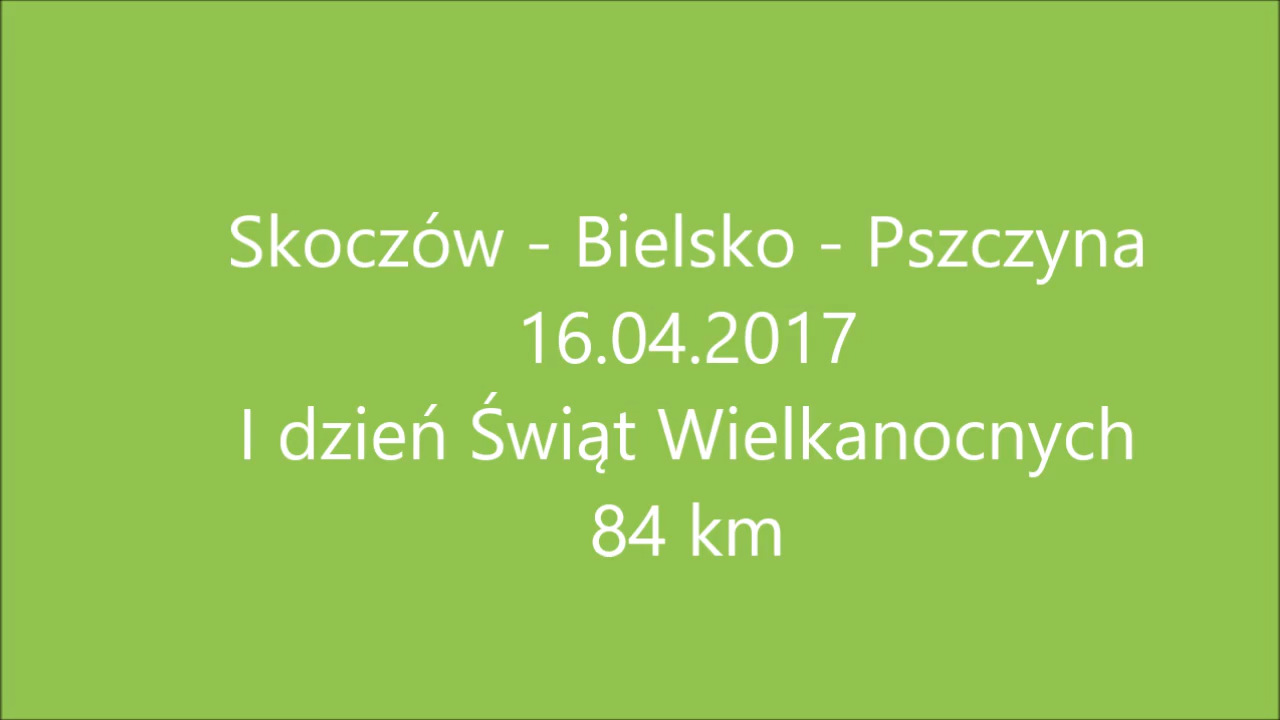 Skoczów - Bielsko - Pszczyna
16.04.2017
I dzień Świąt Wielkanocnych
84 km